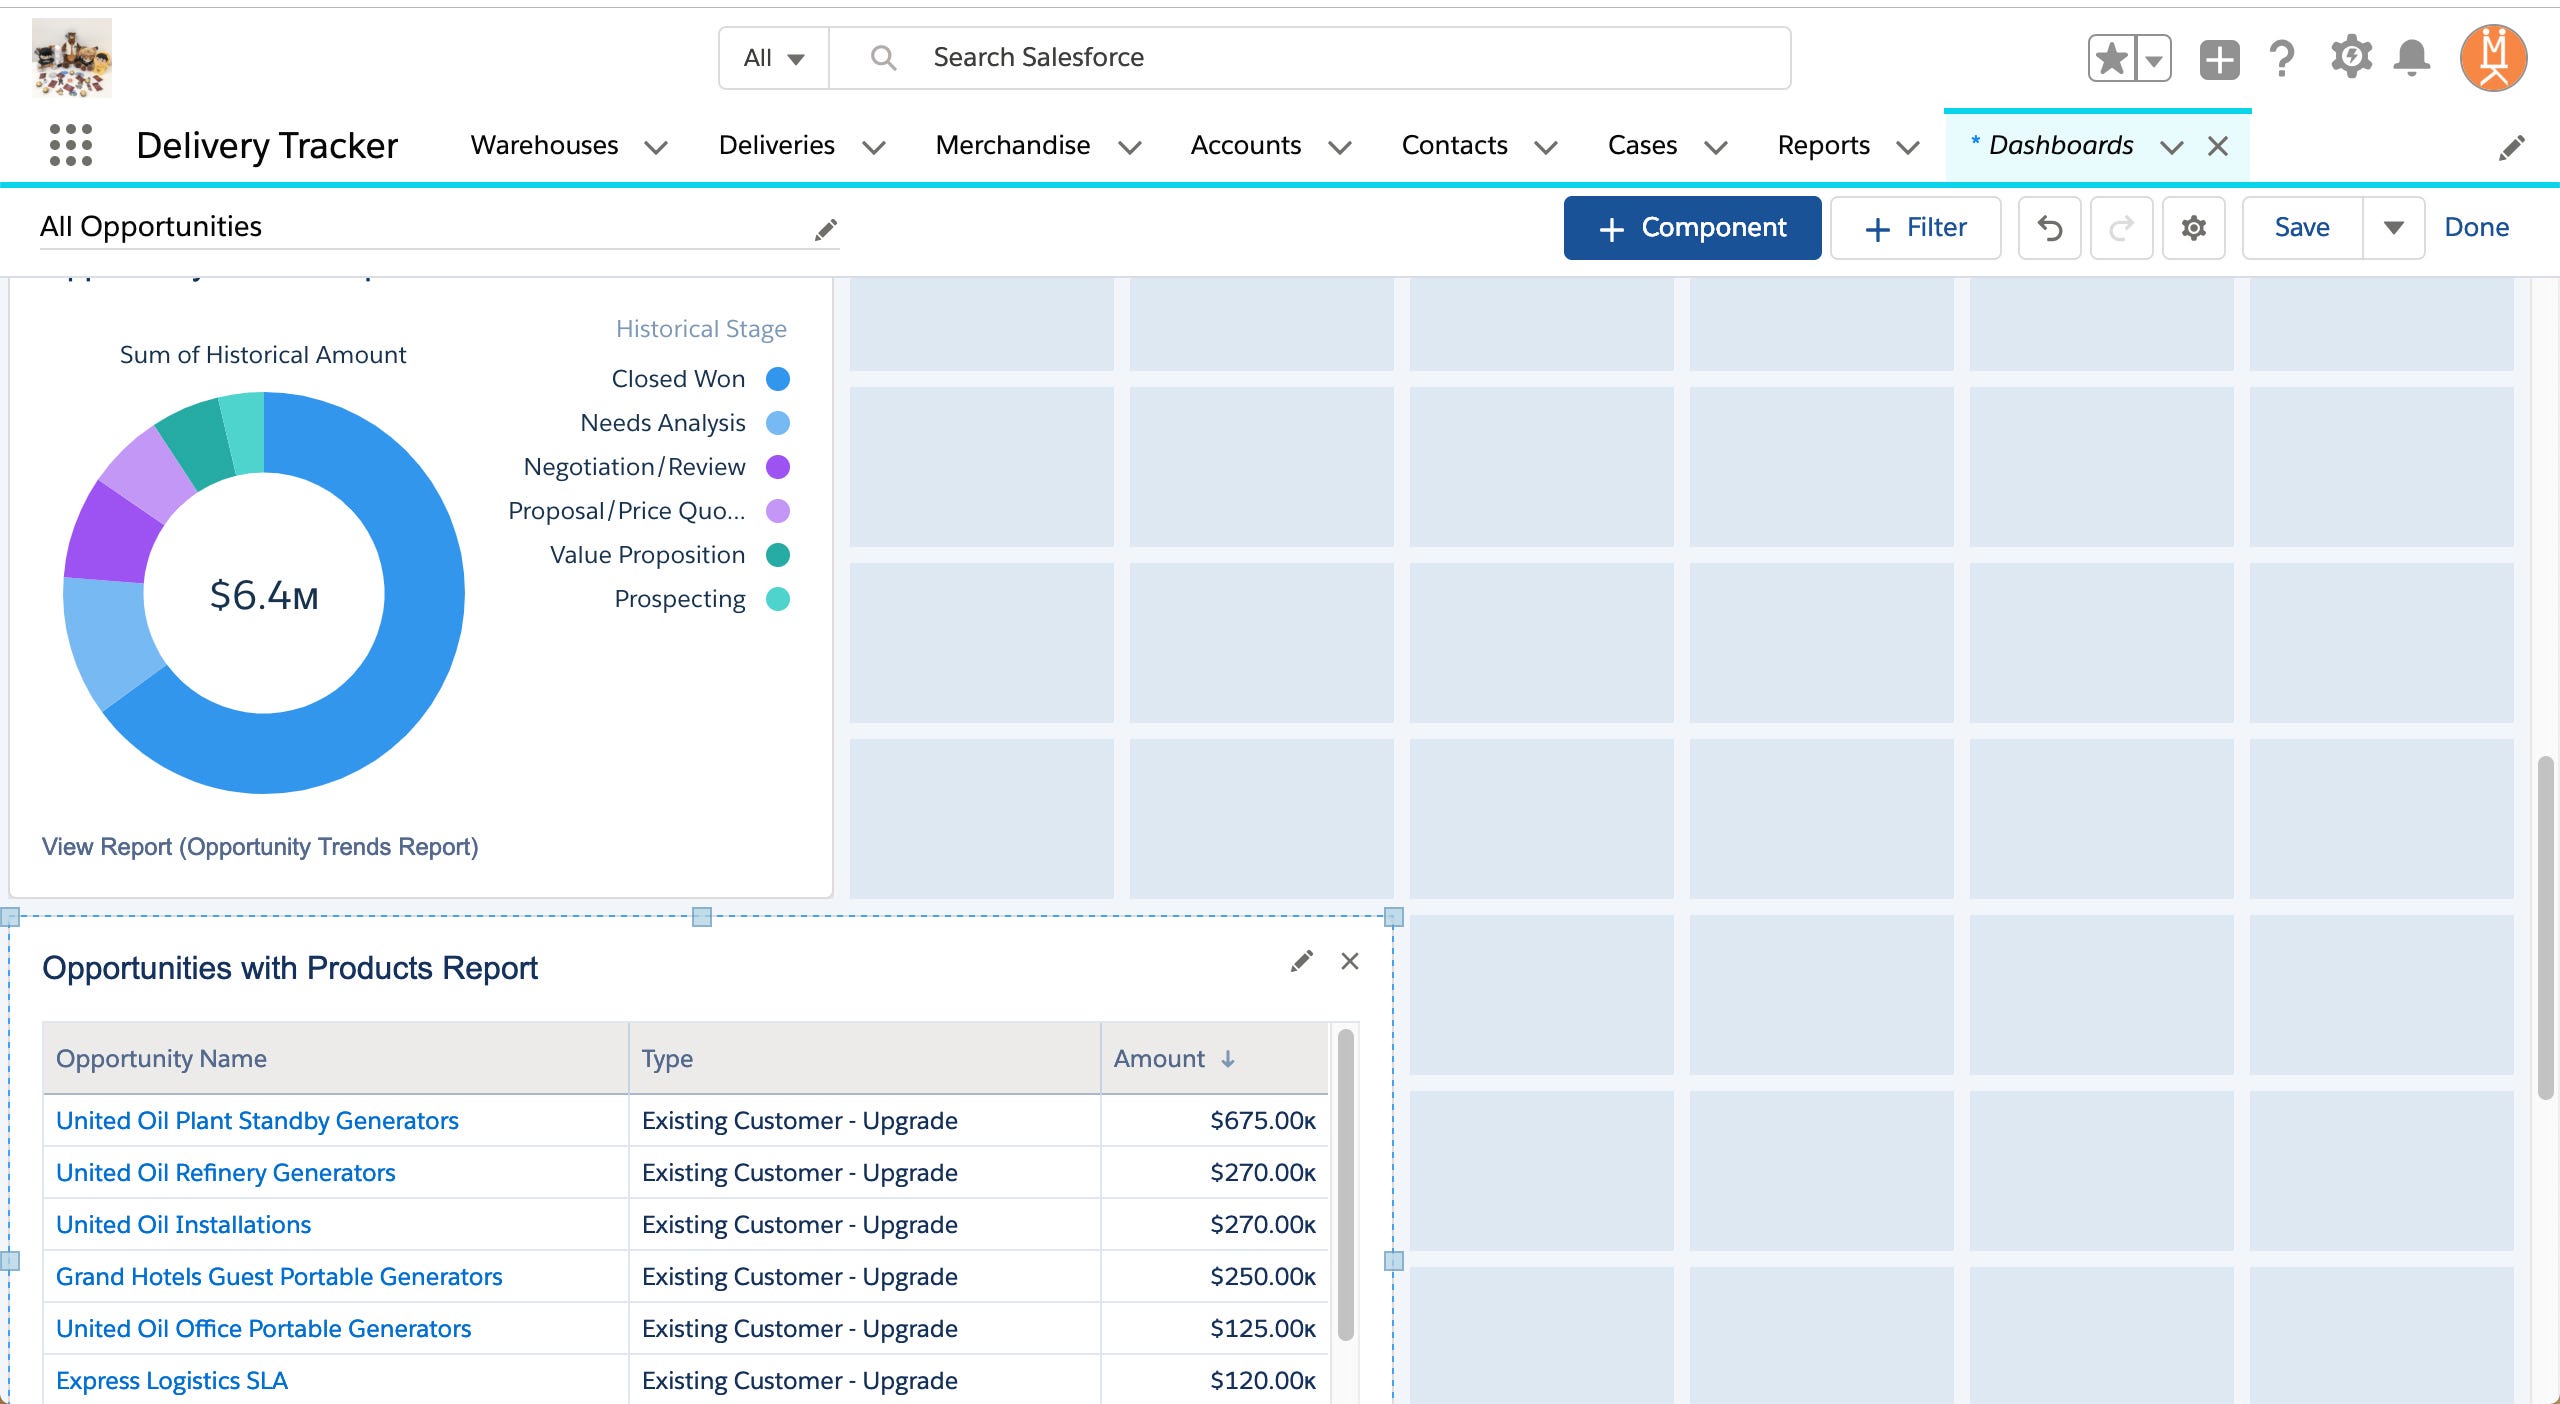 All
Search Salesforce
Delivery Tracker
Warehouses
Deliveries
Merchandise
Accounts
Contacts
Cases
Reports
* Dashboards
All Opportunities
+ Component
+ Filter
Save
Done
Historical Stage
Sum of Historical Amount
Closed Won
Needs Analysis
Negotiation/Review
Proposal/Price Quo...
Value Proposition
Prospecting
$6.4M
View Report (Opportunity Trends Report)
Opportunities with Products Report
Opportunity Name Type Amount ↓
United Oil Plant Standby Generators Existing Customer - Upgrade $675.00K
United Oil Refinery Generators Existing Customer - Upgrade $270.00K
United Oil Installations Existing Customer - Upgrade $270.00K
Grand Hotels Guest Portable Generators Existing Customer - Upgrade $250.00K
United Oil Office Portable Generators Existing Customer - Upgrade $125.00K
Express Logistics SLA Existing Customer - Upgrade $120.00K